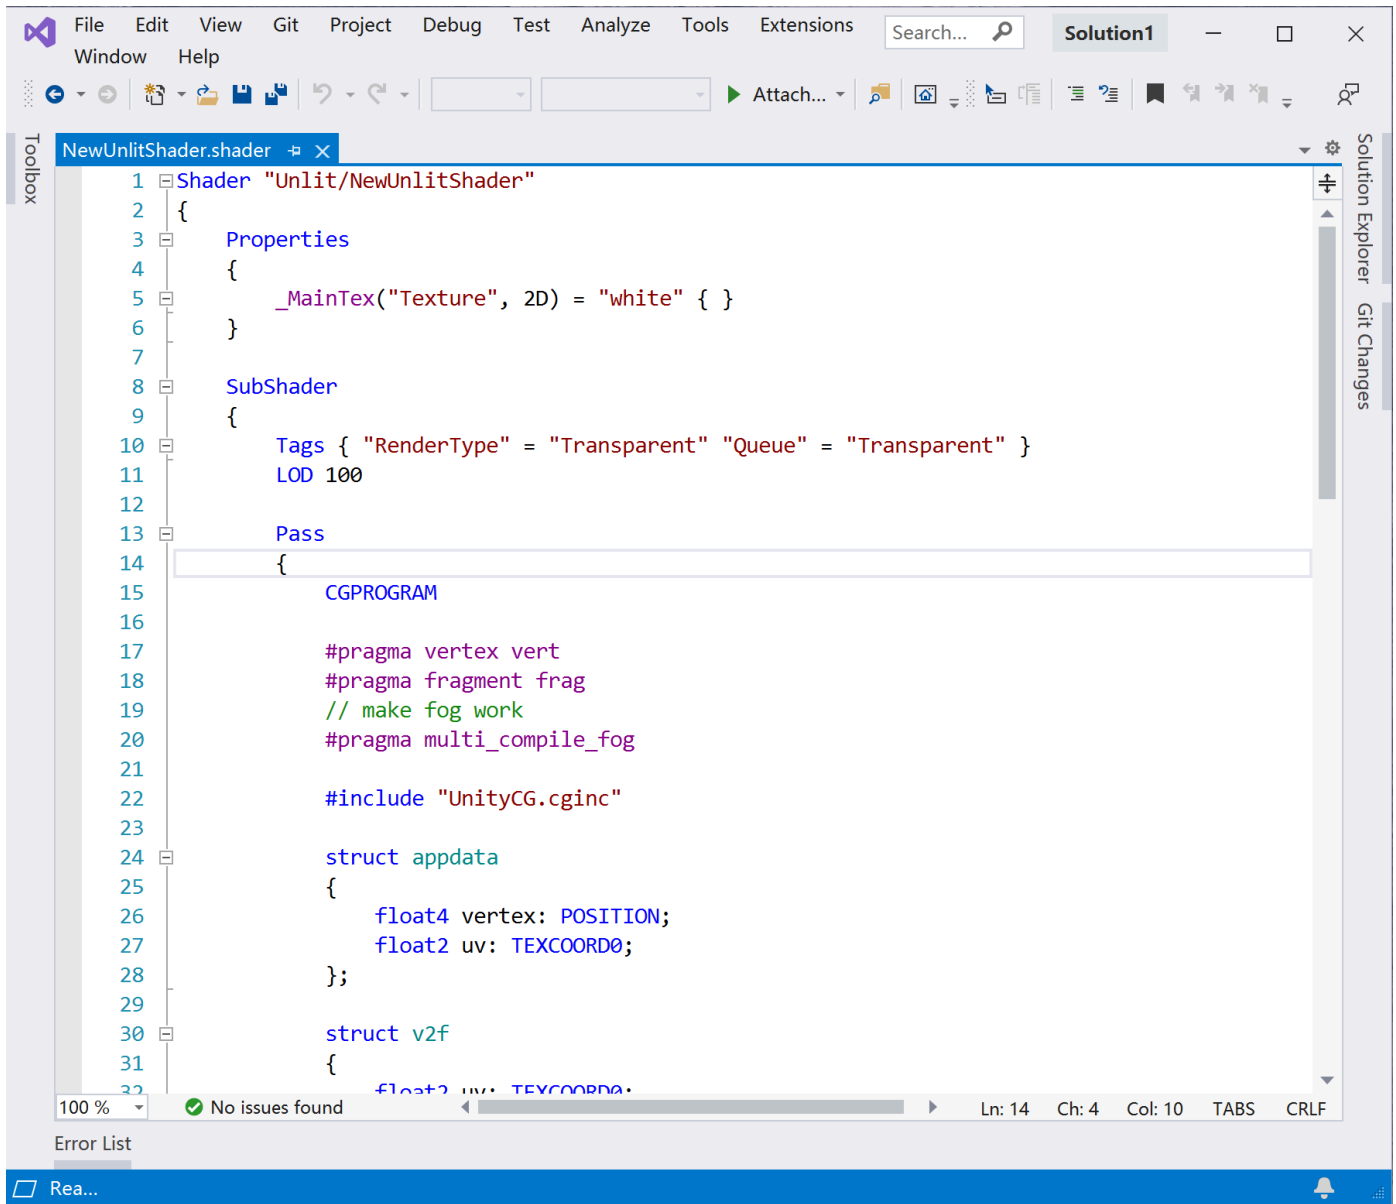 File Edit View Git Project Debug Test Analyze Tools Extensions Search... Solution1
Window Help
Attach...
Toolbox
NewUnlitShader.shader
1 Shader "Unlit/NewUnlitShader"
2 {
3 Properties
4 {
5 _MainTex("Texture", 2D) = "white" { }
6 }
7
8 SubShader
9 {
10 Tags { "RenderType" = "Transparent" "Queue" = "Transparent" }
11 LOD 100
12
13 Pass
14 {
15 CGPROGRAM
16
17 #pragma vertex vert
18 #pragma fragment frag
19 // make fog work
20 #pragma multi_compile_fog
21
22 #include "UnityCG.cginc"
23
24 struct appdata
25 {
26 float4 vertex: POSITION;
27 float2 uv: TEXCOORD0;
28 };
29
30 struct v2f
31 {
32 float2 uv: TEXCOORD0;
Solution Explorer
Git Changes
100 % No issues found Ln: 14 Ch: 4 Col: 10 TABS CRLF
Error List
Rea...